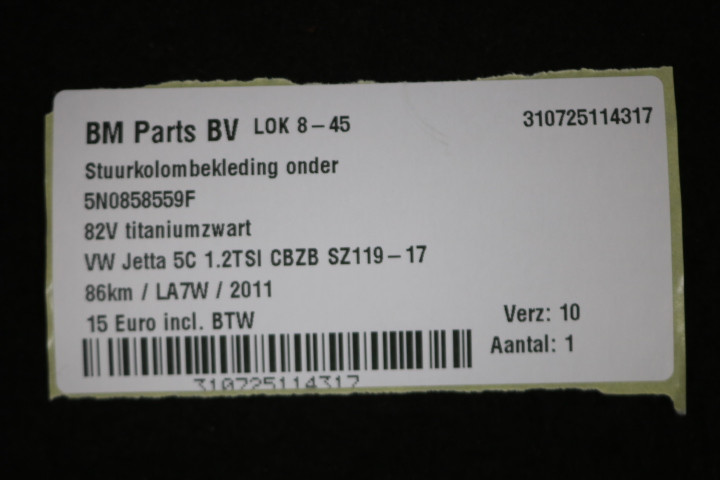 BM Parts BV LOK 8-45 310725114317
Stuurkolombekleding onder
5N0858559F
82V titaniumzwart
VW Jetta 5C 1.2TSI CBZB SZ119-17
86km / LA7W / 2011
15 Euro incl. BTW Verz: 10
Aantal: 1
310725114317